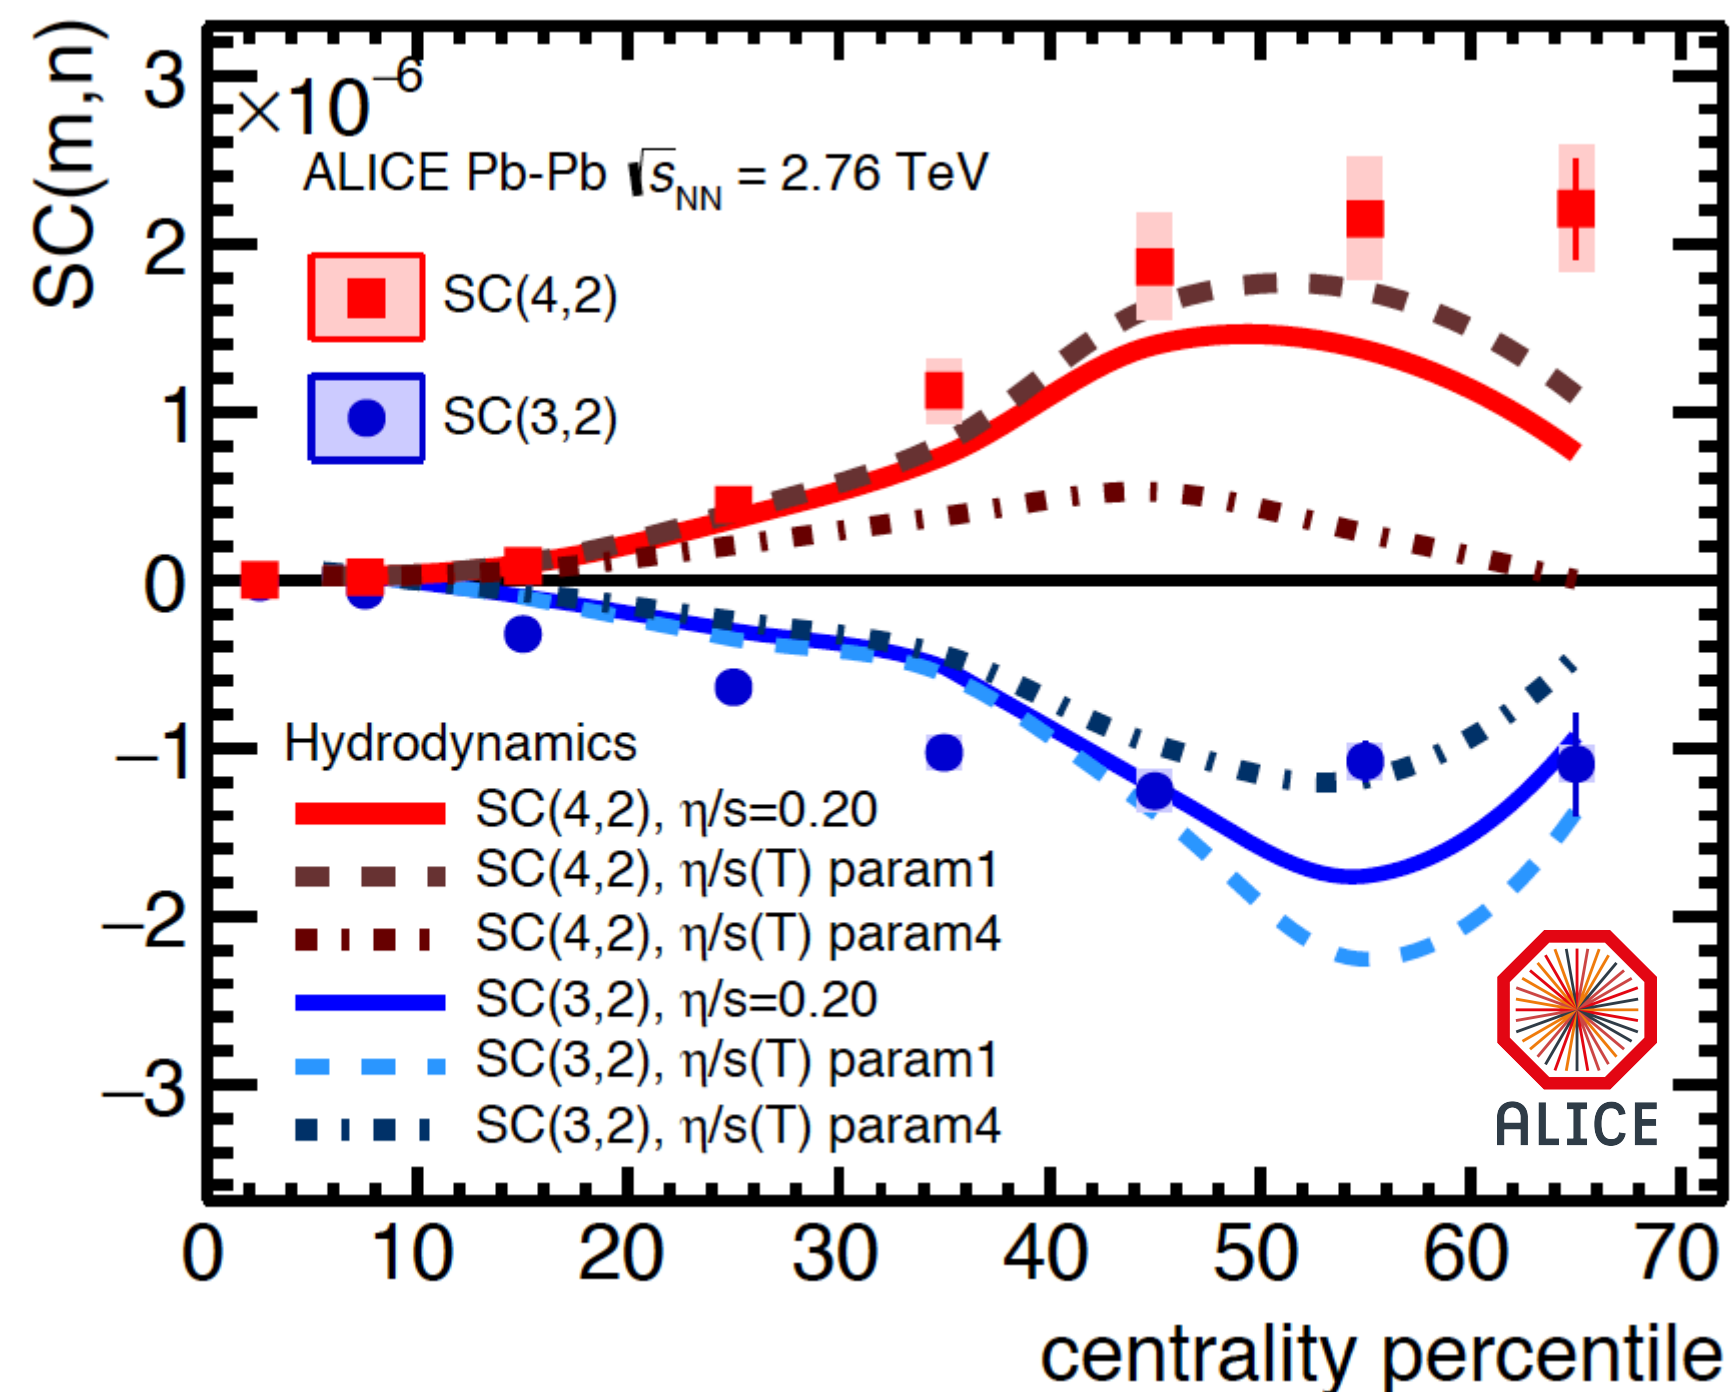 SC(m,n)
3
2
1
0
−1
−2
−3
×10⁻⁶
ALICE Pb-Pb √sNN = 2.76 TeV
SC(4,2)
SC(3,2)
Hydrodynamics
SC(4,2), η/s=0.20
SC(4,2), η/s(T) param1
SC(4,2), η/s(T) param4
SC(3,2), η/s=0.20
SC(3,2), η/s(T) param1
SC(3,2), η/s(T) param4
ALICE
0 10 20 30 40 50 60 70
centrality percentile